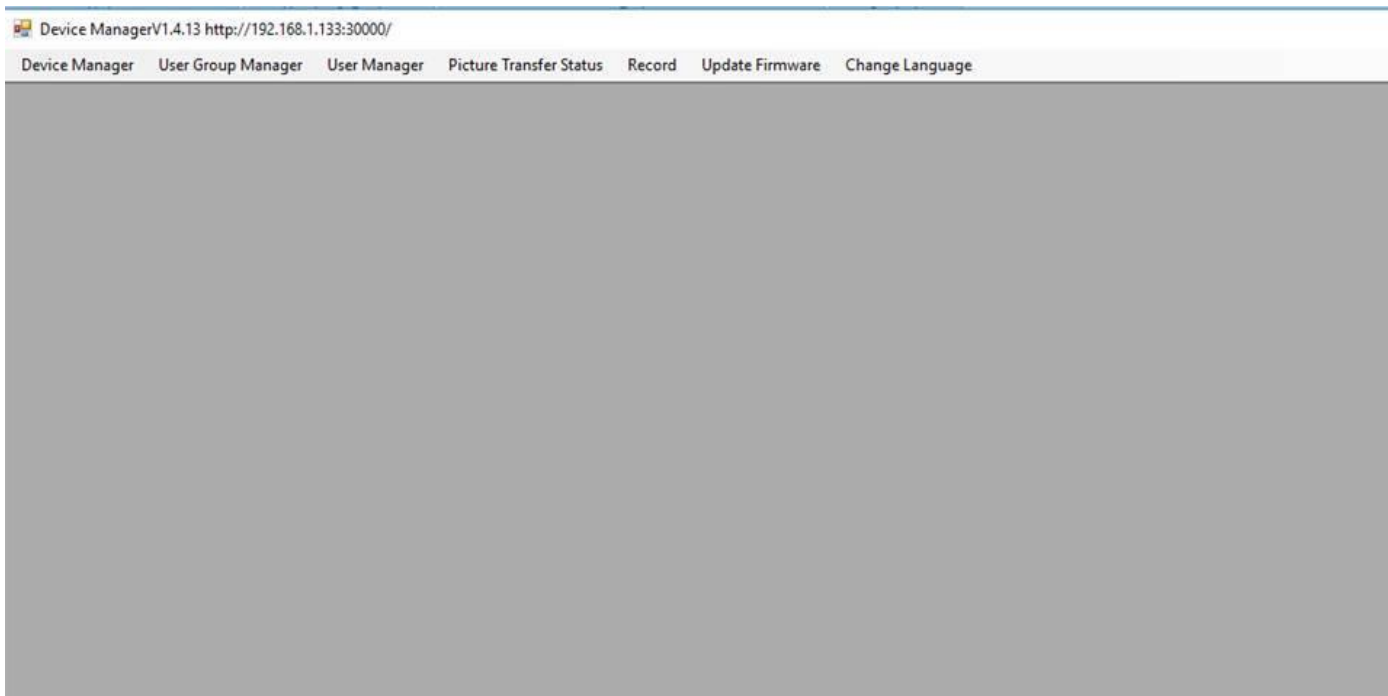 Device ManagerV1.4.13 http://192.168.1.133:30000/
Device Manager User Group Manager User Manager Picture Transfer Status Record Update Firmware Change Language